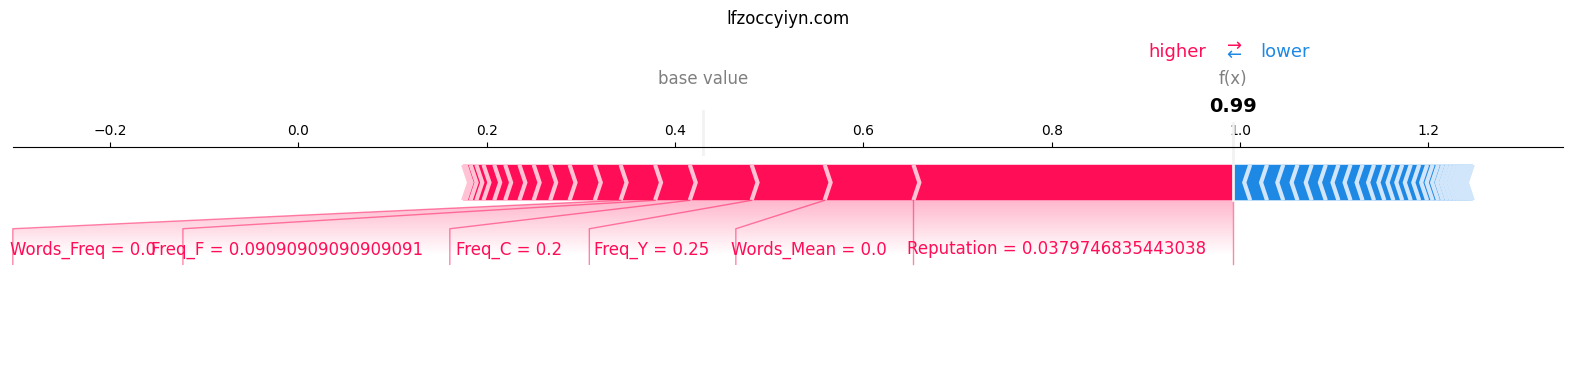 lfzoccyiyn.com
higher ⇄ lower
base value f(x)
0.99
−0.2 0.0 0.2 0.4 0.6 0.8 1.0 1.2
Words_Freq = 0.0 Freq_F = 0.09090909090909091 Freq_C = 0.2 Freq_Y = 0.25 Words_Mean = 0.0 Reputation = 0.0379746835443038